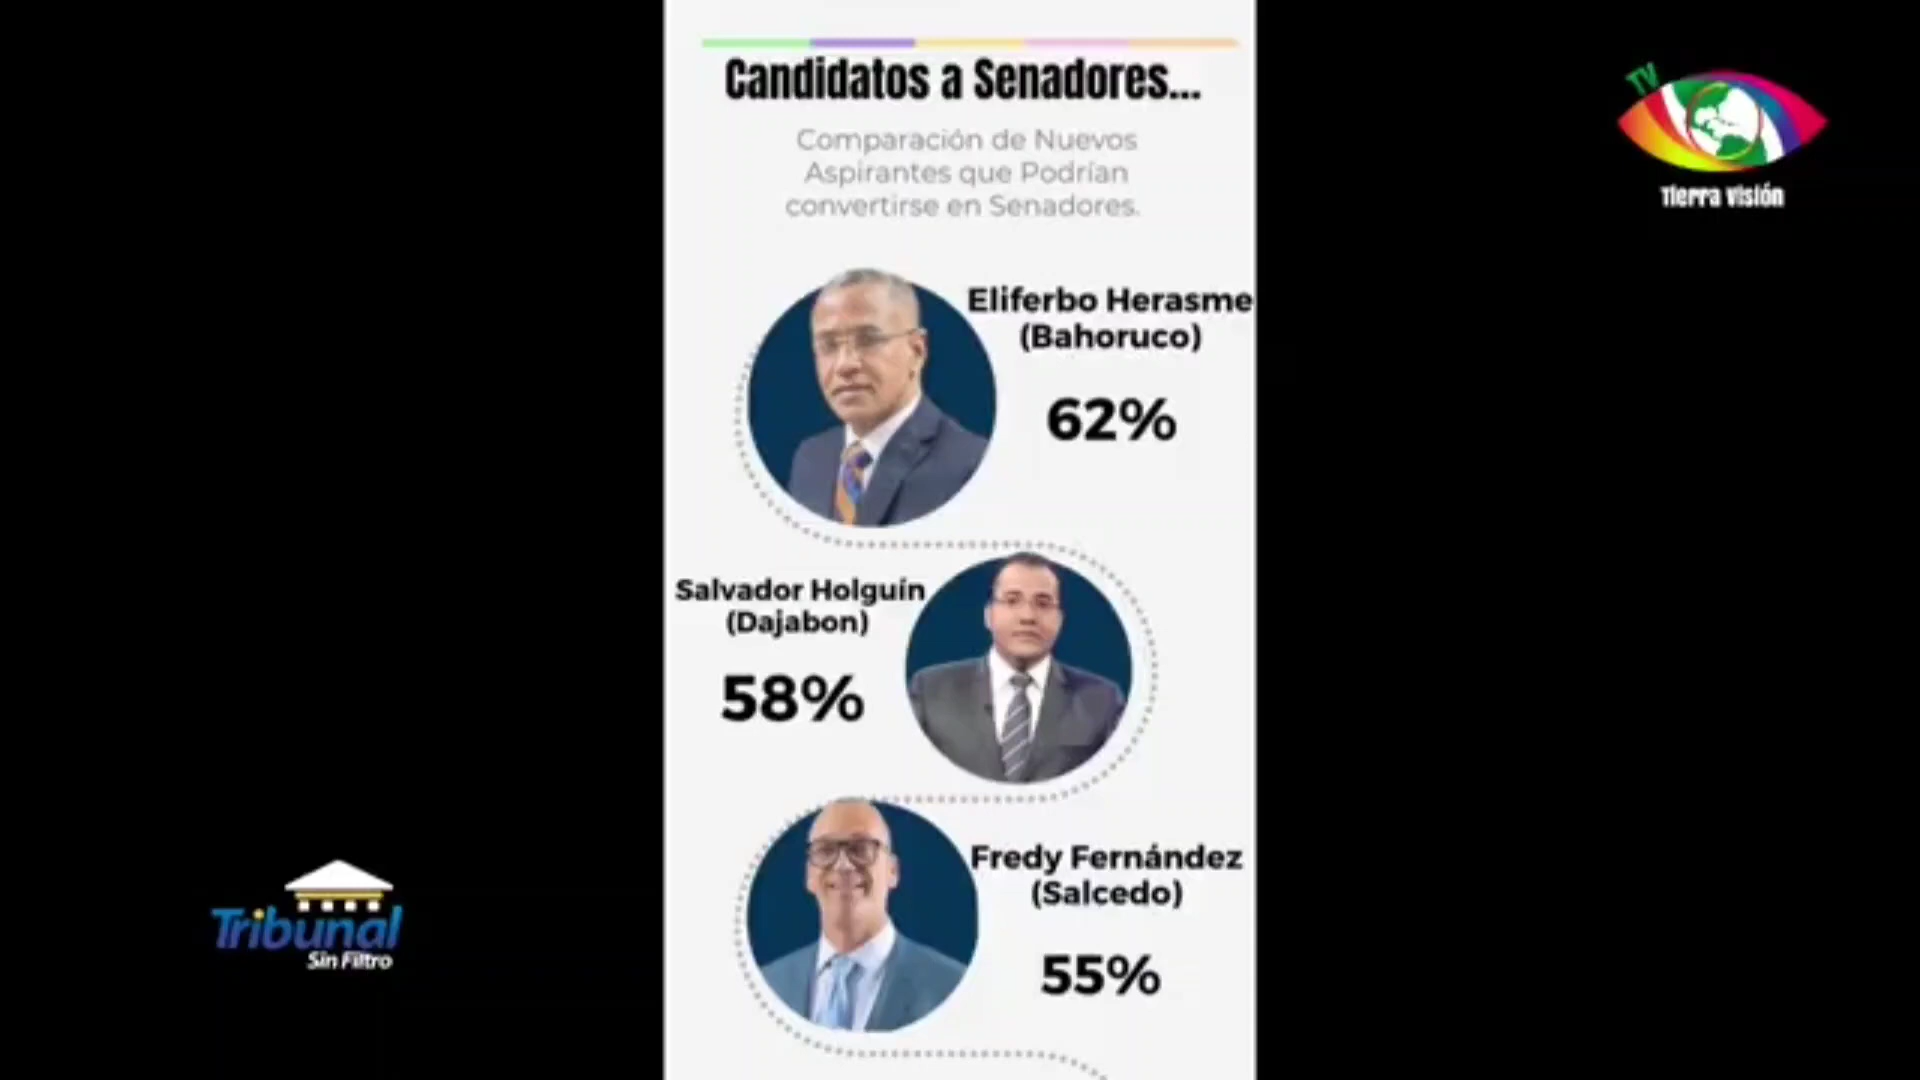 Candidatos a Senadores...
Comparación de Nuevos
Aspirantes que Podrían
convertirse en Senadores.
Eliferbo Herasme
(Bahoruco)
62%
Salvador Holguín
(Dajabon)
58%
Fredy Fernández
(Salcedo)
55%
TV
Tierra Visión
Tribunal
Sin Filtro